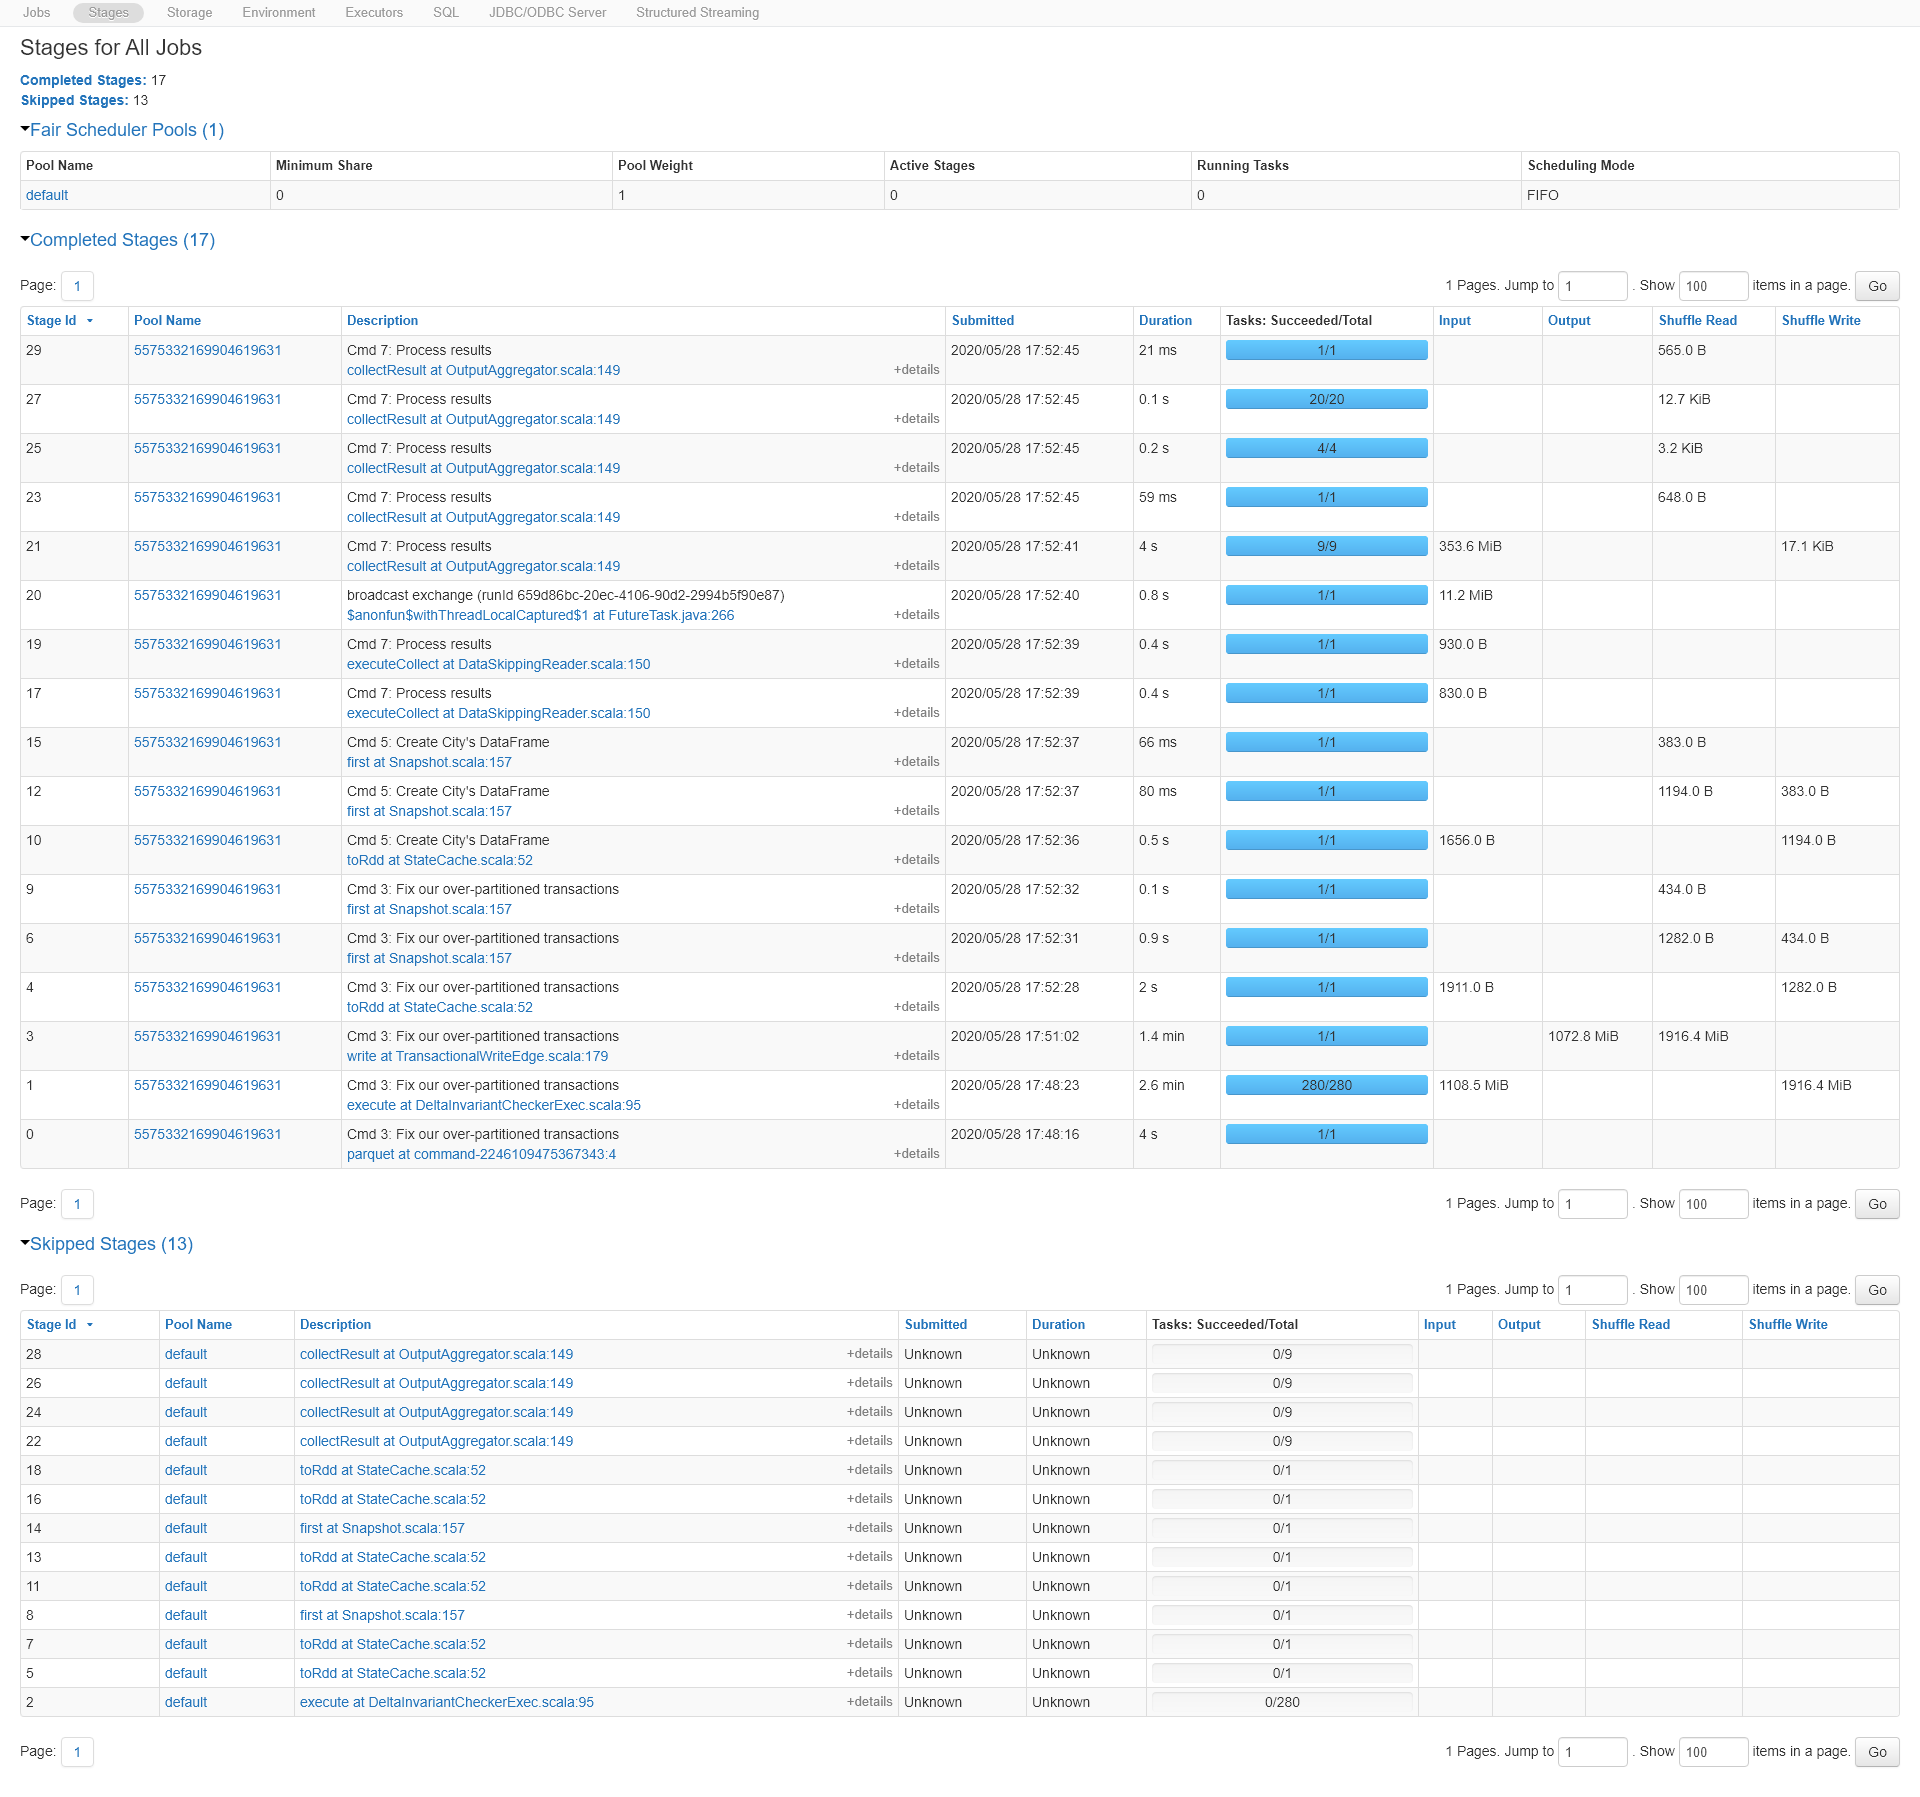 Jobs Stages Storage Environment Executors SQL JDBC/ODBC Server Structured Streaming
Stages for All Jobs
Completed Stages: 17
Skipped Stages: 13
Fair Scheduler Pools (1)
Pool Name Minimum Share Pool Weight Active Stages Running Tasks Scheduling Mode
default 0 1 0 0 FIFO
Completed Stages (17)
Page: 1 1 Pages. Jump to 1 . Show 100 items in a page. Go
Stage Id Pool Name Description Submitted Duration Tasks: Succeeded/Total Input Output Shuffle Read Shuffle Write
29 5575332169904619631 Cmd 7: Process results 2020/05/28 17:52:45 21 ms 1/1 565.0 B
collectResult at OutputAggregator.scala:149 +details
27 5575332169904619631 Cmd 7: Process results 2020/05/28 17:52:45 0.1 s 20/20 12.7 KiB
collectResult at OutputAggregator.scala:149 +details
25 5575332169904619631 Cmd 7: Process results 2020/05/28 17:52:45 0.2 s 4/4 3.2 KiB
collectResult at OutputAggregator.scala:149 +details
23 5575332169904619631 Cmd 7: Process results 2020/05/28 17:52:45 59 ms 1/1 648.0 B
collectResult at OutputAggregator.scala:149 +details
21 5575332169904619631 Cmd 7: Process results 2020/05/28 17:52:41 4 s 9/9 353.6 MiB 17.1 KiB
collectResult at OutputAggregator.scala:149 +details
20 5575332169904619631 broadcast exchange (runId 659d86bc-20ec-4106-90d2-2994b5f90e87) 2020/05/28 17:52:40 0.8 s 1/1 11.2 MiB
$anonfun$withThreadLocalCaptured$1 at FutureTask.java:266 +details
19 5575332169904619631 Cmd 7: Process results 2020/05/28 17:52:39 0.4 s 1/1 930.0 B
executeCollect at DataSkippingReader.scala:150 +details
17 5575332169904619631 Cmd 7: Process results 2020/05/28 17:52:39 0.4 s 1/1 830.0 B
executeCollect at DataSkippingReader.scala:150 +details
15 5575332169904619631 Cmd 5: Create City's DataFrame 2020/05/28 17:52:37 66 ms 1/1 383.0 B
first at Snapshot.scala:157 +details
12 5575332169904619631 Cmd 5: Create City's DataFrame 2020/05/28 17:52:37 80 ms 1/1 1194.0 B 383.0 B
first at Snapshot.scala:157 +details
10 5575332169904619631 Cmd 5: Create City's DataFrame 2020/05/28 17:52:36 0.5 s 1/1 1656.0 B 1194.0 B
toRdd at StateCache.scala:52 +details
9 5575332169904619631 Cmd 3: Fix our over-partitioned transactions 2020/05/28 17:52:32 0.1 s 1/1 434.0 B
first at Snapshot.scala:157 +details
6 5575332169904619631 Cmd 3: Fix our over-partitioned transactions 2020/05/28 17:52:31 0.9 s 1/1 1282.0 B 434.0 B
first at Snapshot.scala:157 +details
4 5575332169904619631 Cmd 3: Fix our over-partitioned transactions 2020/05/28 17:52:28 2 s 1/1 1911.0 B 1282.0 B
toRdd at StateCache.scala:52 +details
3 5575332169904619631 Cmd 3: Fix our over-partitioned transactions 2020/05/28 17:51:02 1.4 min 1/1 1072.8 MiB 1916.4 MiB
write at TransactionalWriteEdge.scala:179 +details
1 5575332169904619631 Cmd 3: Fix our over-partitioned transactions 2020/05/28 17:48:23 2.6 min 280/280 1108.5 MiB 1916.4 MiB
execute at DeltaInvariantCheckerExec.scala:95 +details
0 5575332169904619631 Cmd 3: Fix our over-partitioned transactions 2020/05/28 17:48:16 4 s 1/1
parquet at command-2246109475367343:4 +details
Page: 1 1 Pages. Jump to 1 . Show 100 items in a page. Go
Skipped Stages (13)
Page: 1 1 Pages. Jump to 1 . Show 100 items in a page. Go
Stage Id Pool Name Description Submitted Duration Tasks: Succeeded/Total Input Output Shuffle Read Shuffle Write
28 default collectResult at OutputAggregator.scala:149 +details Unknown Unknown 0/9
26 default collectResult at OutputAggregator.scala:149 +details Unknown Unknown 0/9
24 default collectResult at OutputAggregator.scala:149 +details Unknown Unknown 0/9
22 default collectResult at OutputAggregator.scala:149 +details Unknown Unknown 0/9
18 default toRdd at StateCache.scala:52 +details Unknown Unknown 0/1
16 default toRdd at StateCache.scala:52 +details Unknown Unknown 0/1
14 default first at Snapshot.scala:157 +details Unknown Unknown 0/1
13 default toRdd at StateCache.scala:52 +details Unknown Unknown 0/1
11 default toRdd at StateCache.scala:52 +details Unknown Unknown 0/1
8 default first at Snapshot.scala:157 +details Unknown Unknown 0/1
7 default toRdd at StateCache.scala:52 +details Unknown Unknown 0/1
5 default toRdd at StateCache.scala:52 +details Unknown Unknown 0/1
2 default execute at DeltaInvariantCheckerExec.scala:95 +details Unknown Unknown 0/280
Page: 1 1 Pages. Jump to 1 . Show 100 items in a page. Go